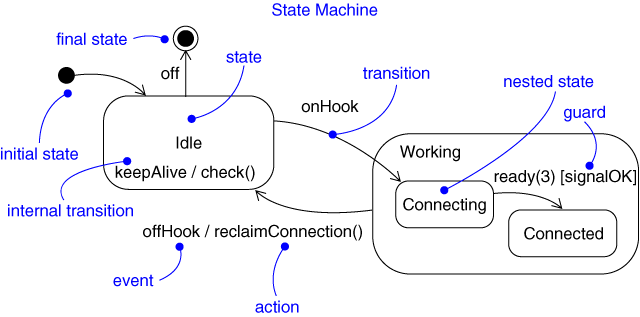 State Machine
final state
off
state
transition
nested state
onHook
guard
Idle
Working
initial state
keepAlive / check()
ready(3) [signalOK]
internal transition
Connecting
offHook / reclaimConnection()
Connected
event
action